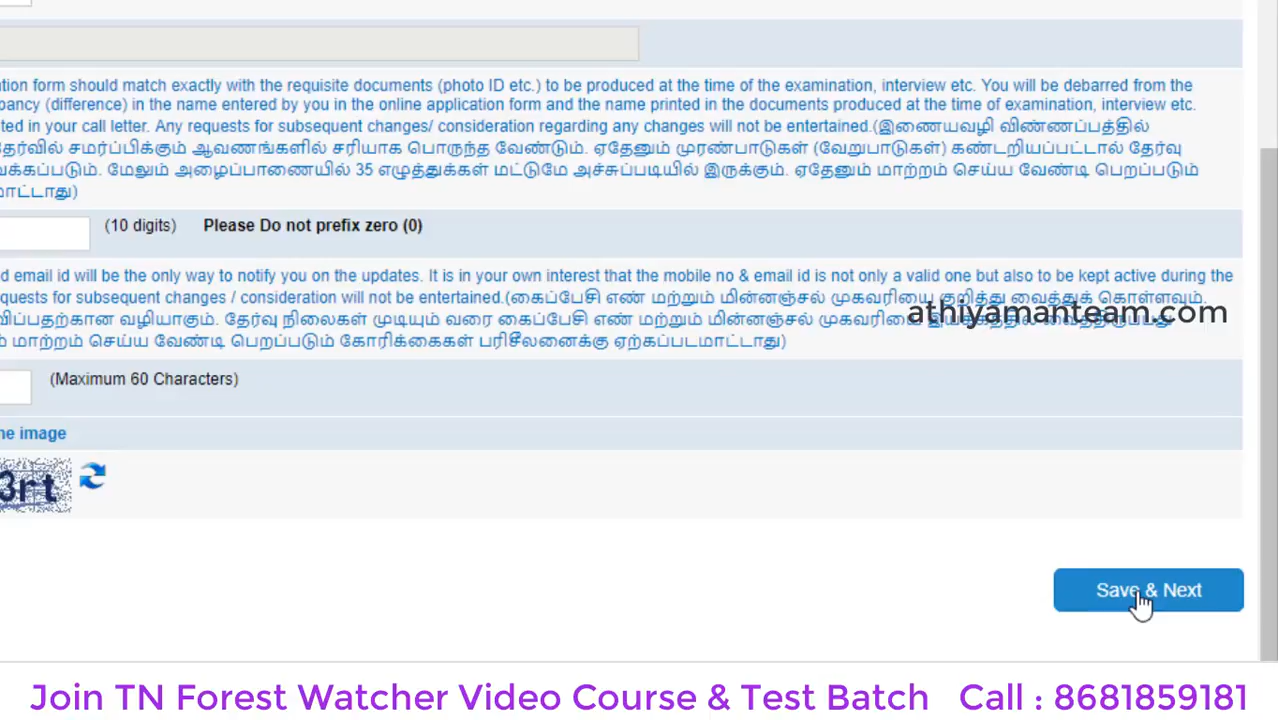 tion form should match exactly with the requisite documents (photo ID etc.) to be produced at the time of the examination, interview etc. You will be debarred from the
pancy (difference) in the name entered by you in the online application form and the name printed in the documents produced at the time of examination, interview etc.
ted in your call letter. Any requests for subsequent changes/ consideration regarding any changes will not be entertained.(இணையவழி விண்ணப்பத்தில்
தேர்வில் சமர்ப்பிக்கும் ஆவணங்களில் சரியாக பொருந்த வேண்டும். ஏதேனும் முரண்பாடுகள் (வேறுபாடுகள்) கண்டறியப்பட்டால் தேர்வு
வைக்கப்படும். மேலும் அழைப்பாணையில் 35 எழுத்துக்கள் மட்டுமே அச்சுப்படியில் இருக்கும். ஏதேனும் மாற்றம் செய்ய வேண்டி பெறப்படும்
மாட்டாது)
(10 digits) Please Do not prefix zero (0)
d email id will be the only way to notify you on the updates. It is in your own interest that the mobile no & email id is not only a valid one but also to be kept active during the
quests for subsequent changes / consideration will not be entertained.(கைப்பேசி எண் மற்றும் மின்னஞ்சல் முகவரியை குறித்து வைத்துக் கொள்ளவும்.
விப்பதற்கான வழியாகும். தேர்வு நிலைகள் முடியும் வரை கைப்பேசி எண் மற்றும் மின்னஞ்சல் முகவரியை
athiyamanteam.com
மாற்றம் செய்ய வேண்டி பெறப்படும் கோரிக்கைகள் பரிசீலனைக்கு ஏற்கப்படமாட்டாது)
(Maximum 60 Characters)
he image
3rt
Save & Next
Join TN Forest Watcher Video Course & Test Batch Call : 8681859181